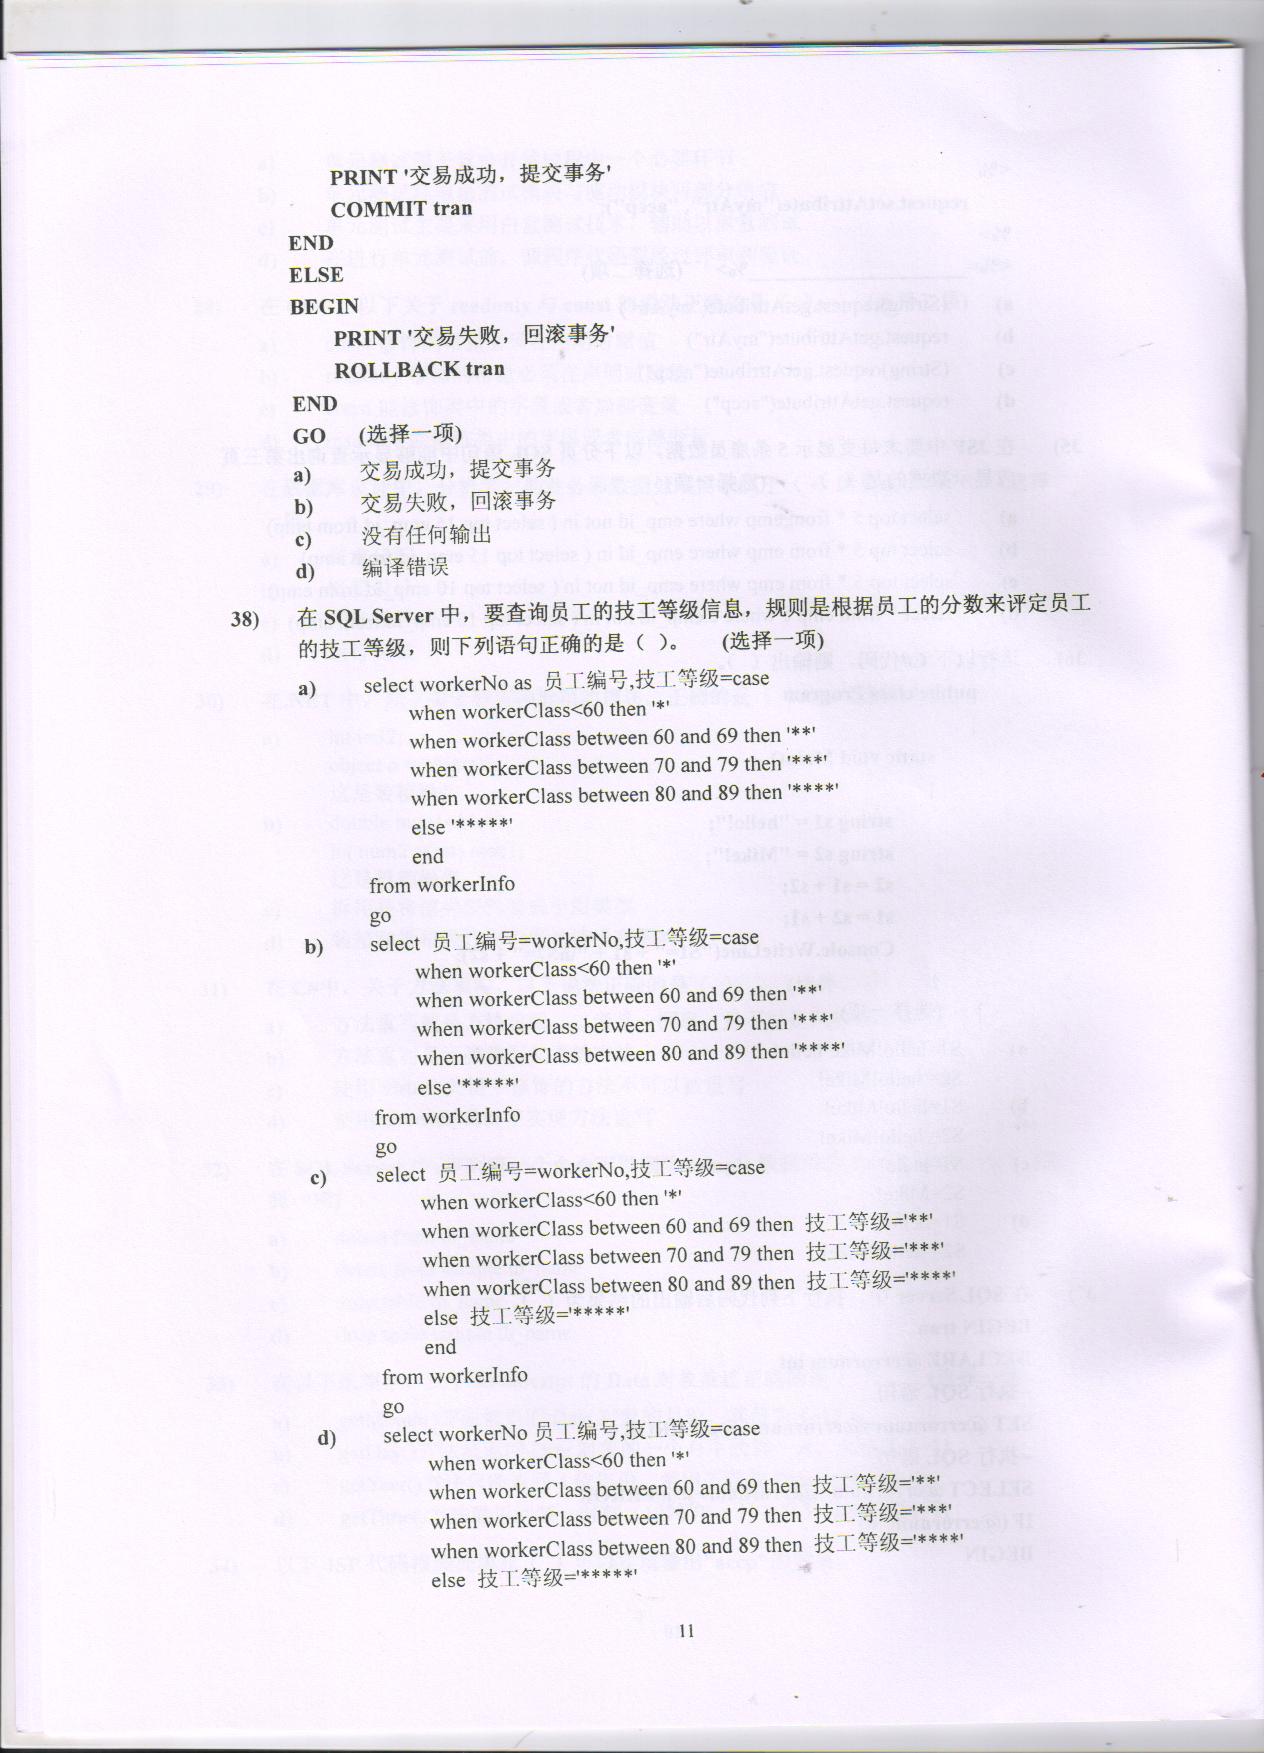 PRINT '交易成功，提交事务'
COMMIT tran
END
ELSE
BEGIN
PRINT '交易失败，回滚事务'
ROLLBACK tran
END
GO (选择一项)
a) 交易成功，提交事务
b) 交易失败，回滚事务
c) 没有任何输出
d) 编译错误
38) 在 SQL Server 中，要查询员工的技工等级信息，规则是根据员工的分数来评定员工
的技工等级，则下列语句正确的是（ ）。 (选择一项)
a) select workerNo as 员工编号,技工等级=case
when workerClass<60 then '*'
when workerClass between 60 and 69 then '**'
when workerClass between 70 and 79 then '***'
when workerClass between 80 and 89 then '****'
else '*****'
end
from workerInfo
go
b) select 员工编号=workerNo,技工等级=case
when workerClass<60 then '*'
when workerClass between 60 and 69 then '**'
when workerClass between 70 and 79 then '***'
when workerClass between 80 and 89 then '****'
else '*****'
from workerInfo
go
c) select 员工编号=workerNo,技工等级=case
when workerClass<60 then '*'
when workerClass between 60 and 69 then 技工等级='**'
when workerClass between 70 and 79 then 技工等级='***'
when workerClass between 80 and 89 then 技工等级='****'
else 技工等级='*****'
end
from workerInfo
go
d) select workerNo 员工编号,技工等级=case
when workerClass<60 then '*'
when workerClass between 60 and 69 then 技工等级='**'
when workerClass between 70 and 79 then 技工等级='***'
when workerClass between 80 and 89 then 技工等级='****'
else 技工等级='*****'
11